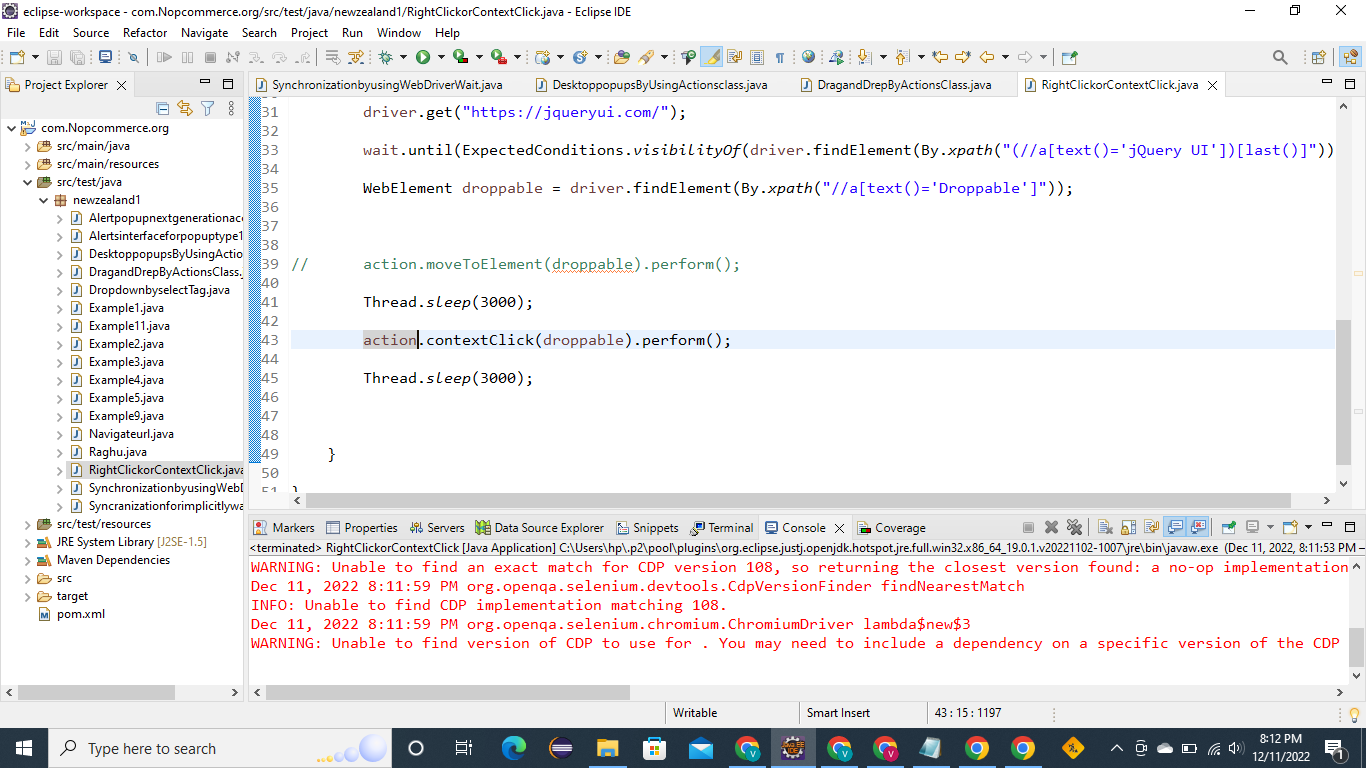 eclipse-workspace - com.Nopcommerce.org/src/test/java/newzealand1/RightClickorContextClick.java - Eclipse IDE
File Edit Source Refactor Navigate Search Project Run Window Help
Project Explorer
SynchronizationbyusingWebDriverWait.java DesktoppopupsByUsingActionsclass.java DragandDrepByActionsClass.java RightClickorContextClick.java
com.Nopcommerce.org
src/main/java
src/main/resources
src/test/java
newzealand1
Alertpopupnextgenerationac
Alertsinterfaceforpopuptype1
DesktoppopupsByUsingActio
DragandDrepByActionsClass.
DropdownbyselectTag.java
Example1.java
Example11.java
Example2.java
Example3.java
Example4.java
Example5.java
Example9.java
Navigateurl.java
Raghu.java
RightClickorContextClick.java
SynchronizationbyusingWebD
Syncranizationforimplicitlywa
src/test/resources
JRE System Library [J2SE-1.5]
Maven Dependencies
src
target
pom.xml
31 driver.get("https://jqueryui.com/");
32
33 wait.until(ExpectedConditions.visibilityOf(driver.findElement(By.xpath("(//a[text()='jQuery UI'])[last()]"))
34
35 WebElement droppable = driver.findElement(By.xpath("//a[text()='Droppable']"));
36
37
38
39 // action.moveToElement(droppable).perform();
40
41 Thread.sleep(3000);
42
43 action.contextClick(droppable).perform();
44
45 Thread.sleep(3000);
46
47
48
49 }
50
51 }
Markers Properties Servers Data Source Explorer Snippets Terminal Console Coverage
<terminated> RightClickorContextClick [Java Application] C:\Users\hp\.p2\pool\plugins\org.eclipse.justj.openjdk.hotspot.jre.full.win32.x86_64_19.0.1.v20221102-1007\jre\bin\javaw.exe (Dec 11, 2022, 8:11:53 PM –
WARNING: Unable to find an exact match for CDP version 108, so returning the closest version found: a no-op implementation
Dec 11, 2022 8:11:59 PM org.openqa.selenium.devtools.CdpVersionFinder findNearestMatch
INFO: Unable to find CDP implementation matching 108.
Dec 11, 2022 8:11:59 PM org.openqa.selenium.chromium.ChromiumDriver lambda$new$3
WARNING: Unable to find version of CDP to use for . You may need to include a dependency on a specific version of the CDP
Writable Smart Insert 43 : 15 : 1197
Type here to search
8:12 PM
12/11/2022
1